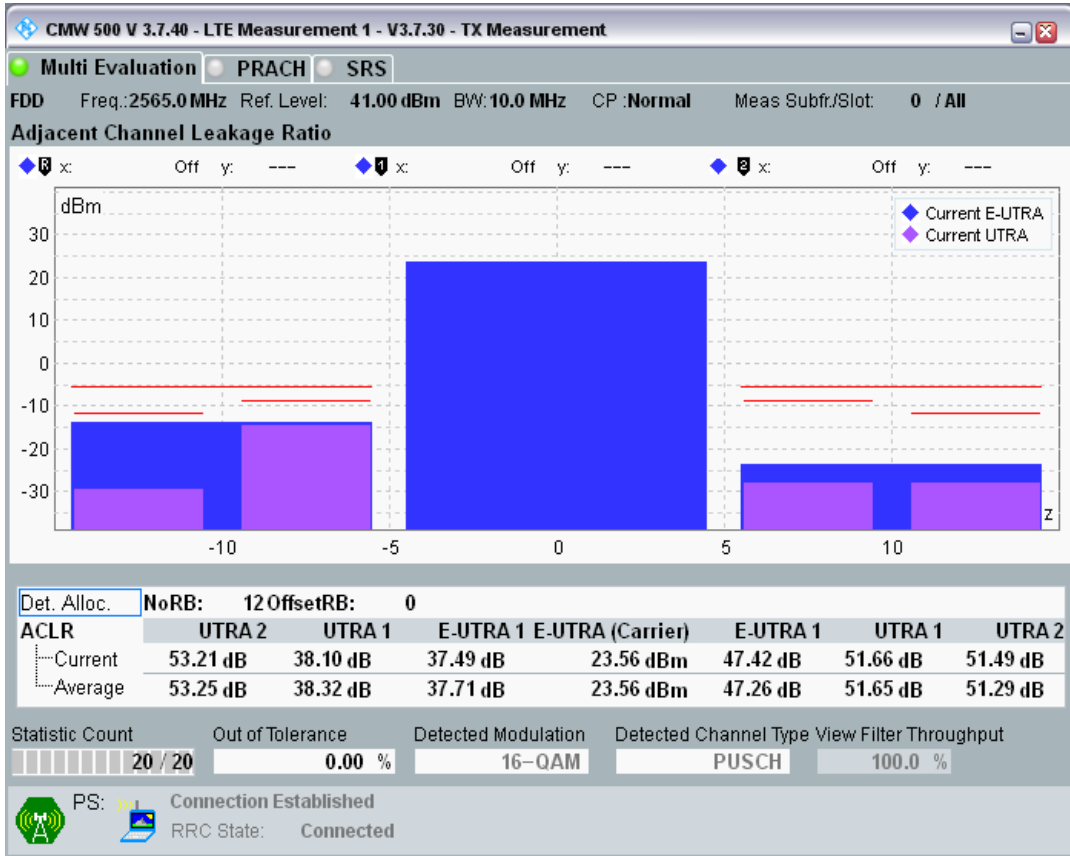 CMW 500 V 3.7.40 - LTE Measurement 1 - V3.7.30 - TX Measurement
Multi Evaluation PRACH SRS
FDD Freq.:2565.0 MHz Ref. Level: 41.00 dBm BW: 10.0 MHz CP :Normal Meas Subfr./Slot: 0 / All
Adjacent Channel Leakage Ratio
R x: Off y: --- 1 x: Off y: --- 2 x: Off y: ---
dBm
Current E-UTRA
Current UTRA
30
20
10
0
-10
-20
-30
z
-10 -5 0 5 10
Det. Alloc. NoRB: 12 OffsetRB: 0
ACLR UTRA 2 UTRA 1 E-UTRA 1 E-UTRA (Carrier) E-UTRA 1 UTRA 1 UTRA 2
Current 53.21 dB 38.10 dB 37.49 dB 23.56 dBm 47.42 dB 51.66 dB 51.49 dB
Average 53.25 dB 38.32 dB 37.71 dB 23.56 dBm 47.26 dB 51.65 dB 51.29 dB
Statistic Count Out of Tolerance Detected Modulation Detected Channel Type View Filter Throughput
20 / 20 0.00 % 16-QAM PUSCH 100.0 %
PS: Connection Established
RRC State: Connected